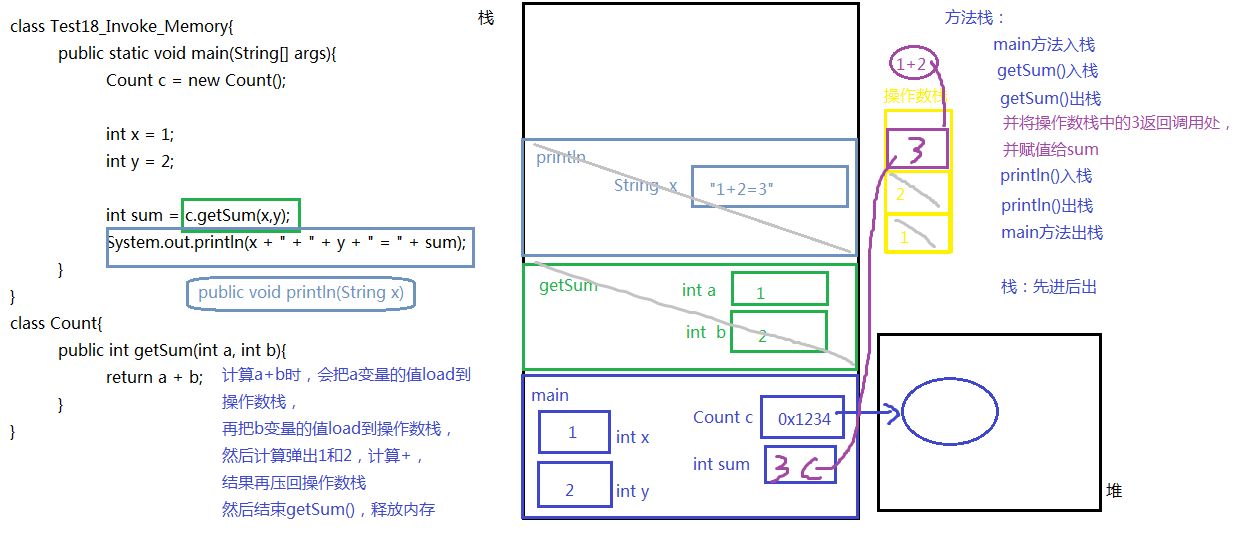 class Test18_Invoke_Memory{
public static void main(String[] args){
Count c = new Count();
int x = 1;
int y = 2;
int sum = c.getSum(x,y);
System.out.println(x + " + " + y + " = " + sum);
}
public void println(String x)
}
class Count{
public int getSum(int a, int b){
return a + b;
}
}
计算a+b时，会把a变量的值load到
操作数栈，
再把b变量的值load到操作数栈，
然后计算弹出1和2，计算+，
结果再压回操作数栈
然后结束getSum()，释放内存
栈
println
String x
"1+2=3"
getSum
int a
1
int b
2
main
1
int x
2
int y
Count c
0x1234
int sum
3
1+2
操作数栈
3
2
1
方法栈：
main方法入栈
getSum()入栈
getSum()出栈
并将操作数栈中的3返回调用处，
并赋值给sum
println()入栈
println()出栈
main方法出栈
栈：先进后出
堆